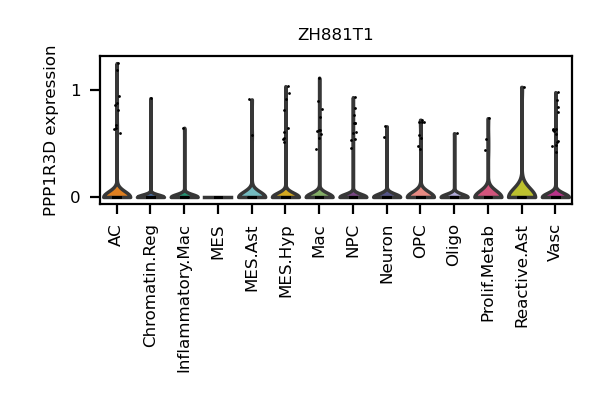 ZH881T1
PPP1R3D expression
1
0
AC
Chromatin.Reg
Inflammatory.Mac
MES
MES.Ast
MES.Hyp
Mac
NPC
Neuron
OPC
Oligo
Prolif.Metab
Reactive.Ast
Vasc